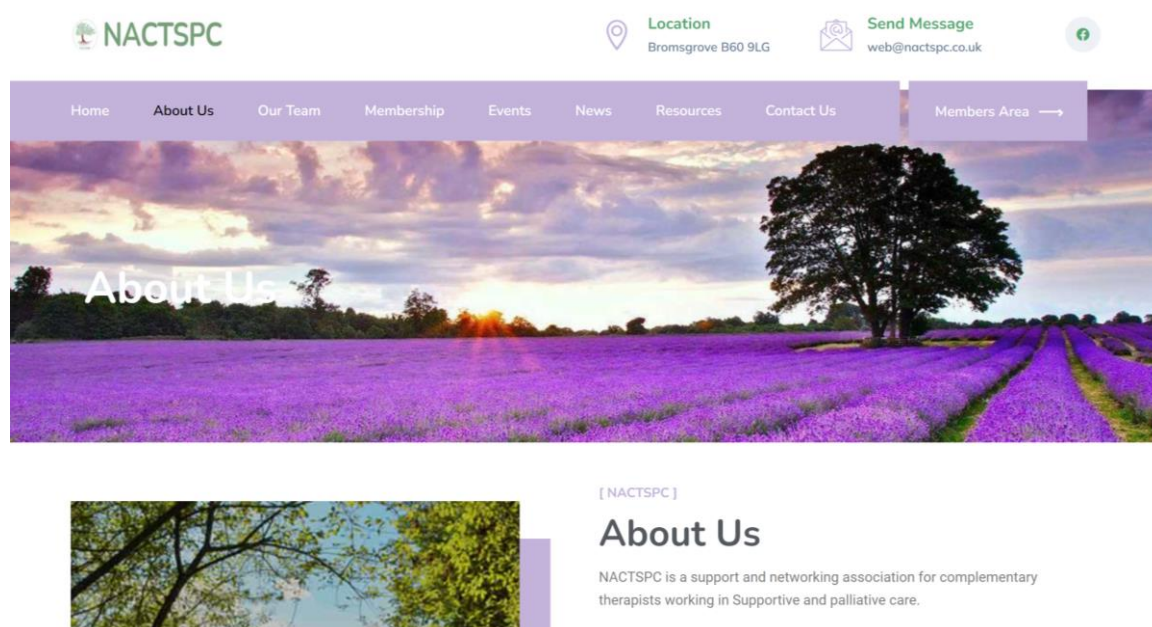 NACTSPC
Location
Bromsgrove B60 9LG
Send Message
web@nactspc.co.uk
Home
About Us
Our Team
Membership
Events
News
Resources
Contact Us
Members Area
About Us
[ NACTSPC ]
About Us
NACTSPC is a support and networking association for complementary
therapists working in Supportive and palliative care.